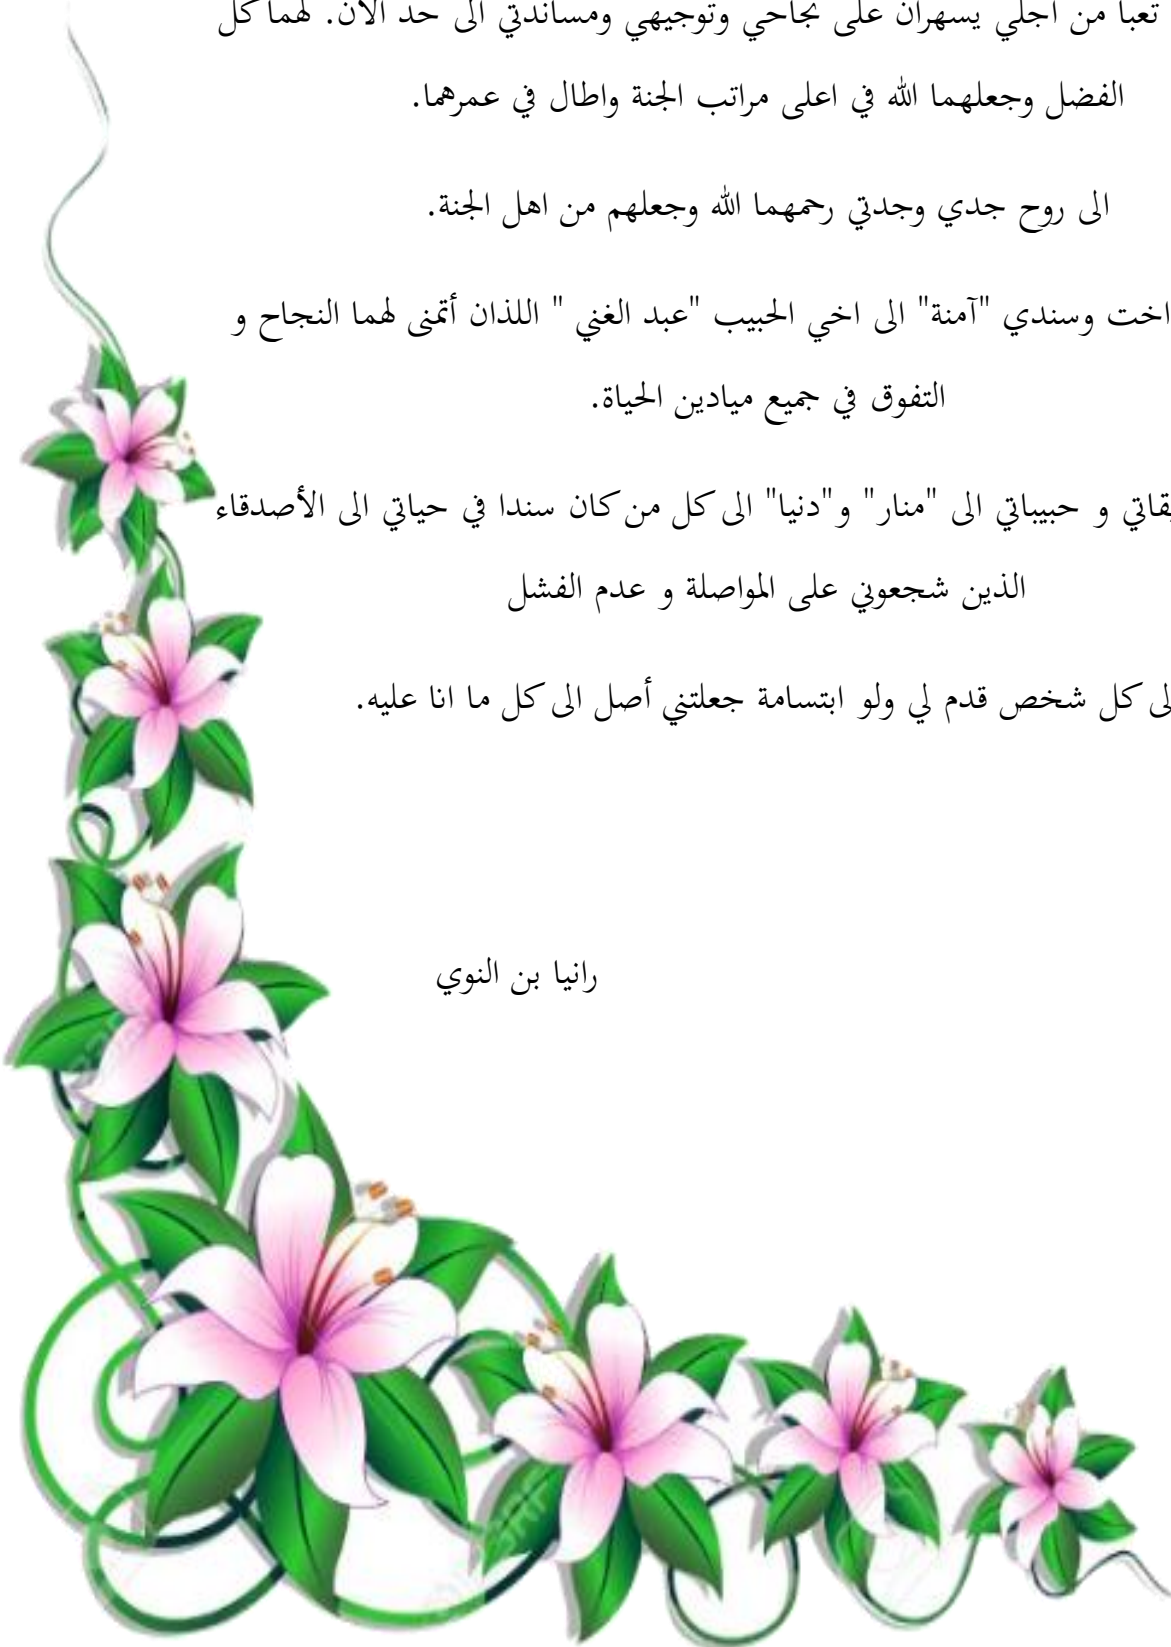 تعبا من اجلي يسهران على نجاحي وتوجيهي ومساندتي الى حد الان. لهما كل
الفضل وجعلهما الله في اعلى مراتب الجنة واطال في عمرهما.
الى روح جدي وجدتي رحمهما الله وجعلهم من اهل الجنة.
اخت وسندي "آمنة" الى اخي الحبيب "عبد الغني " اللذان أتمنى لهما النجاح و
التفوق في جميع ميادين الحياة.
و حبيباتي الى "منار" و"دنيا" الى كل من كان سندا في حياتي الى الأصدقاء
الذين شجعوني على المواصلة و عدم الفشل
كل شخص قدم لي ولو ابتسامة جعلتني أصل الى كل ما انا عليه.
رانيا بن النوي